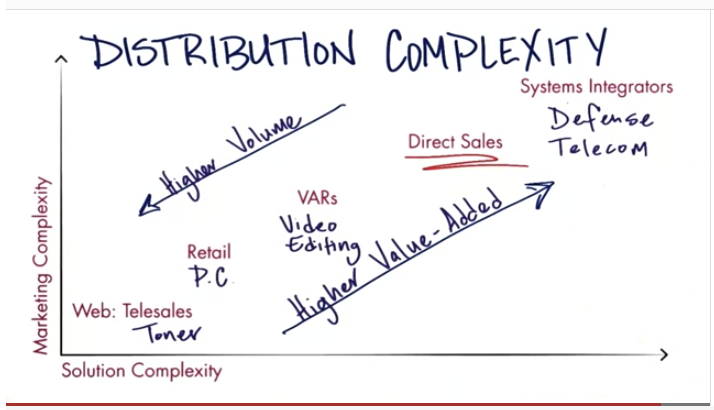 DISTRIBUTION COMPLEXITY
Systems Integrators
Defense
Telecom
Higher Volume
Direct Sales
VARs
Video
Editing
Higher Value-Added
Retail
P.C.
Web: Telesales
Toner
Marketing Complexity
Solution Complexity